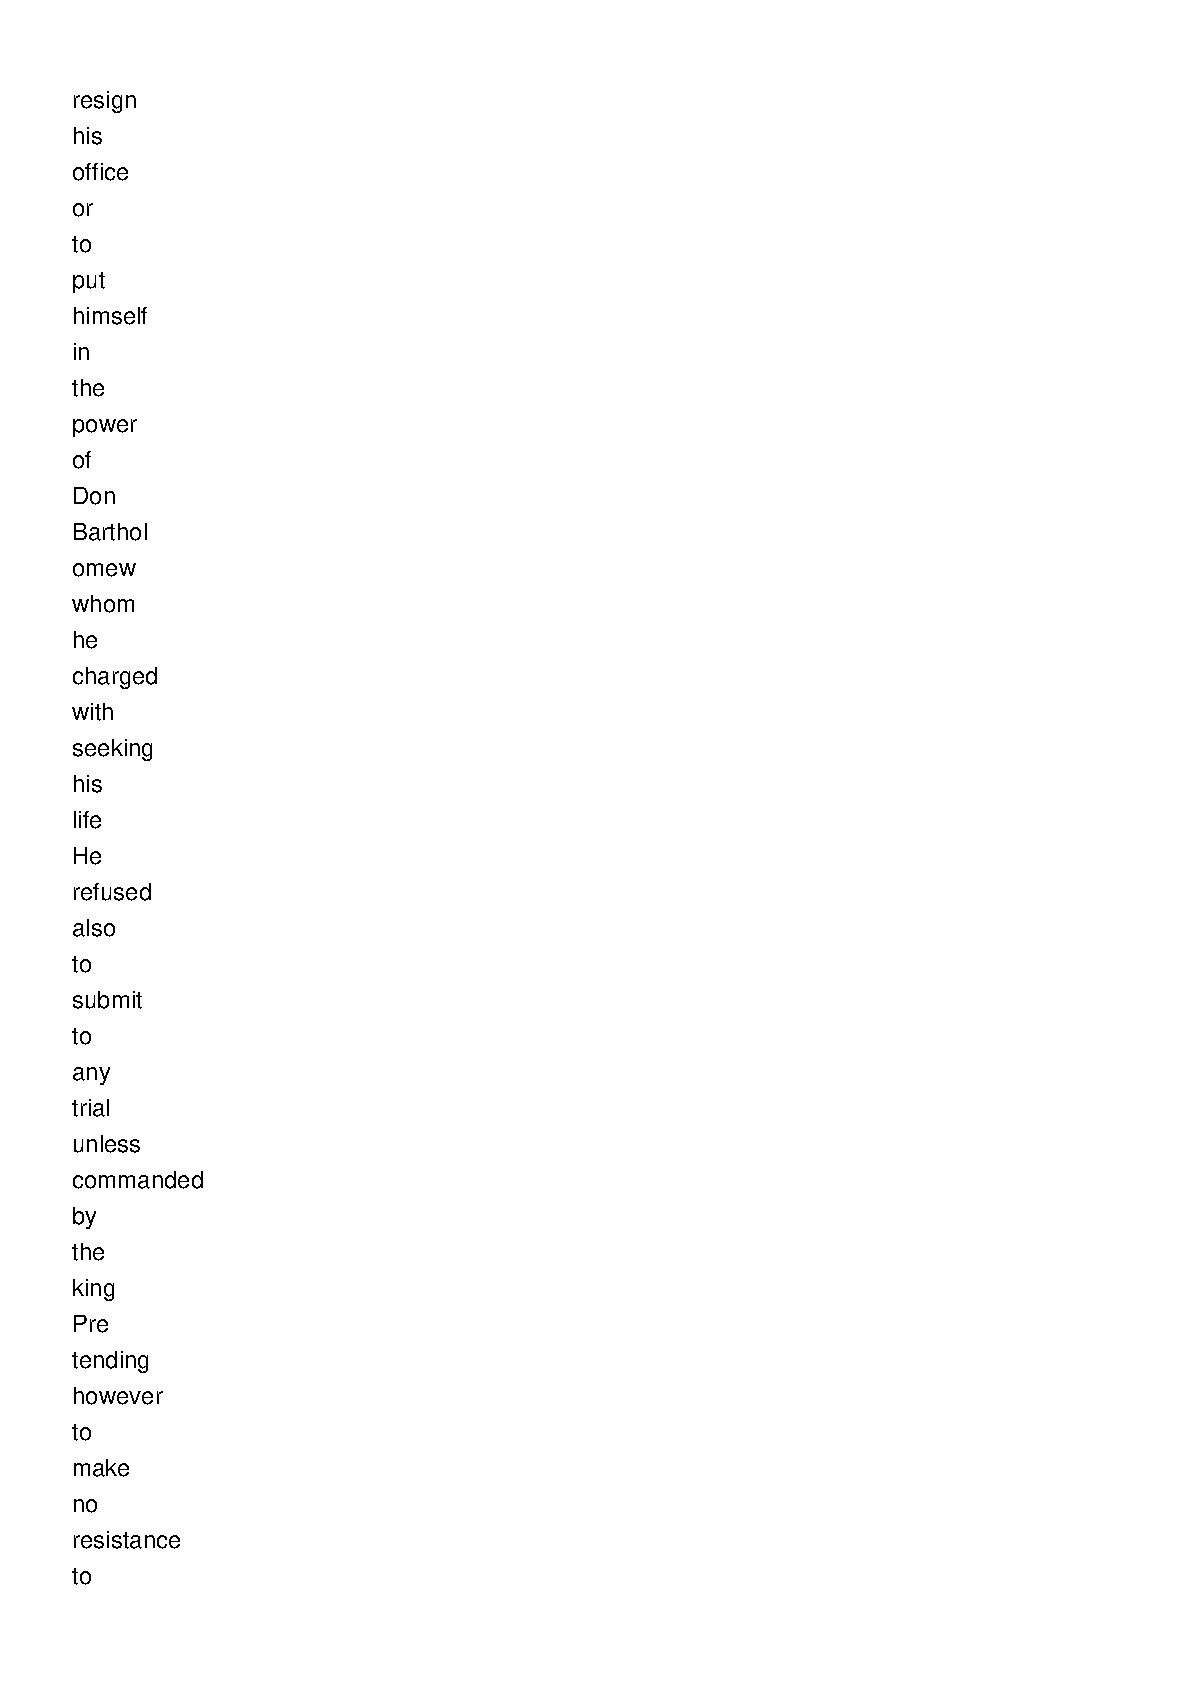 resign
his
office
or
to
put
himself
in
the
power
of
Don
Barthol
omew
whom
he
charged
with
seeking
his
life
He
refused
also
to
submit
to
any
trial
unless
commanded
by
the
king
Pre
tending
however
to
make
no
resistance
to